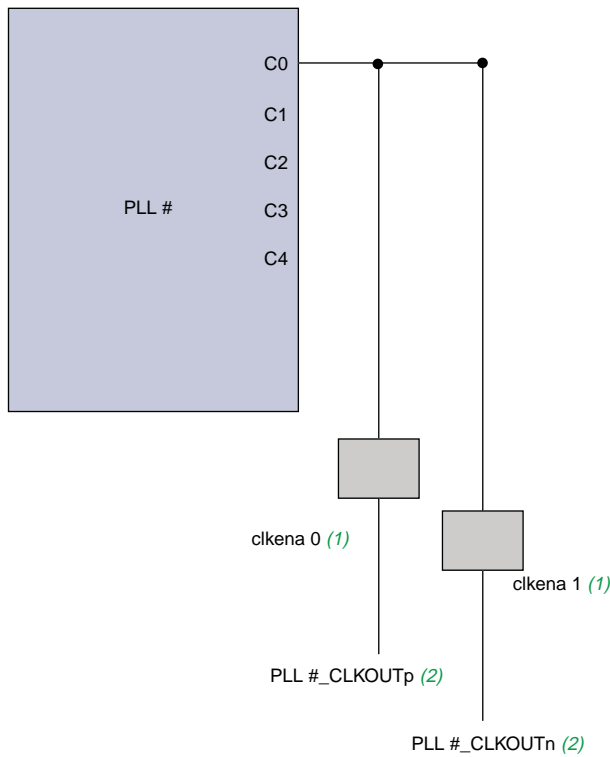 C0
C1
C2
PLL #
C3
C4
clkena 0 (1)
clkena 1 (1)
PLL #_CLKOUTp (2)
PLL #_CLKOUTn (2)